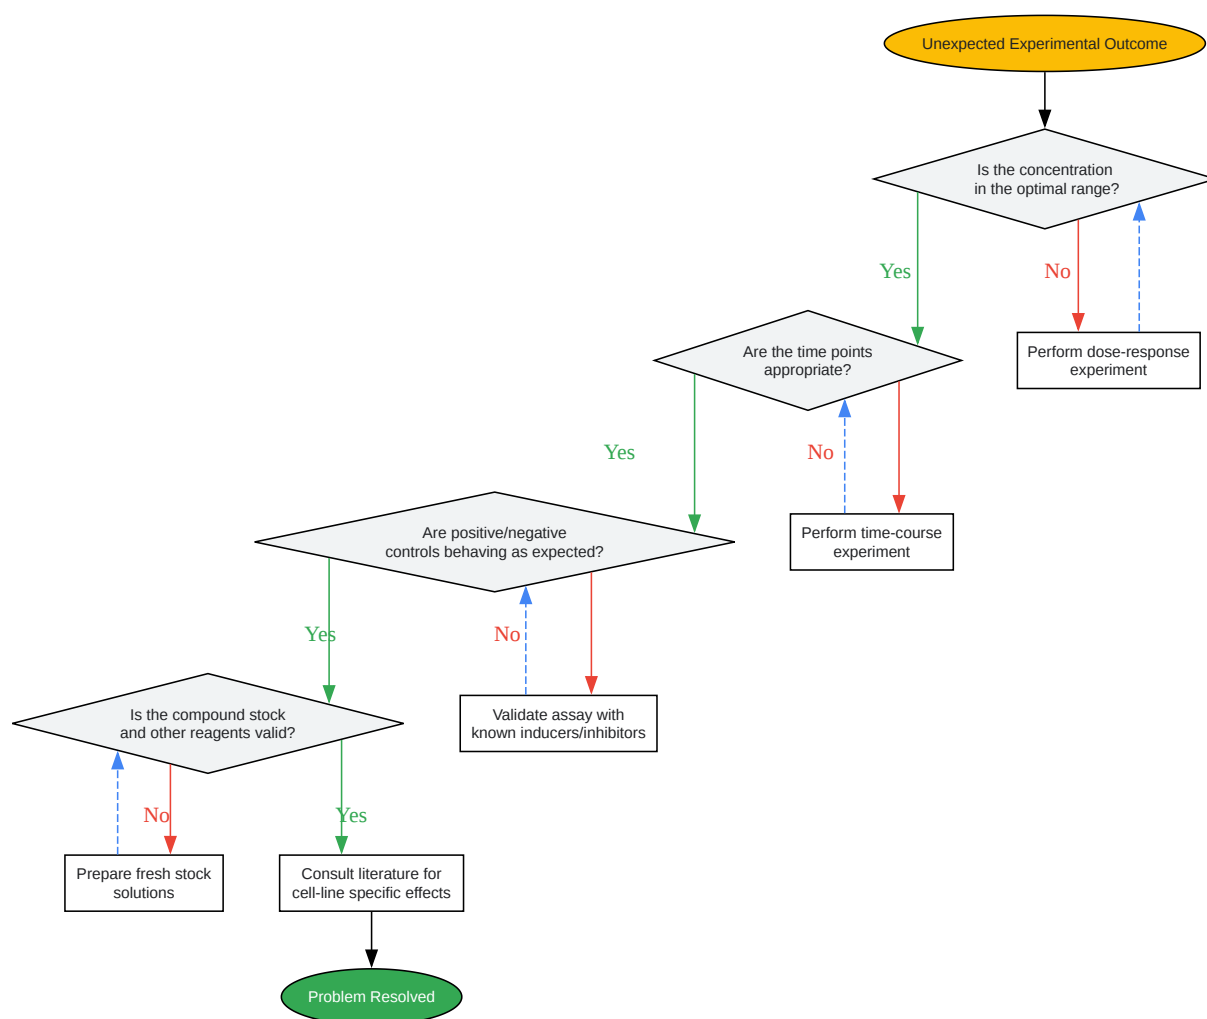 Unexpected Experimental Outcome
Is the concentration
in the optimal range?
Yes
No
Perform dose-response
experiment
Are the time points
appropriate?
Yes
No
Perform time-course
experiment
Are positive/negative
controls behaving as expected?
Yes
No
Validate assay with
known inducers/inhibitors
Is the compound stock
and other reagents valid?
No
Yes
Prepare fresh stock
solutions
Consult literature for
cell-line specific effects
Problem Resolved